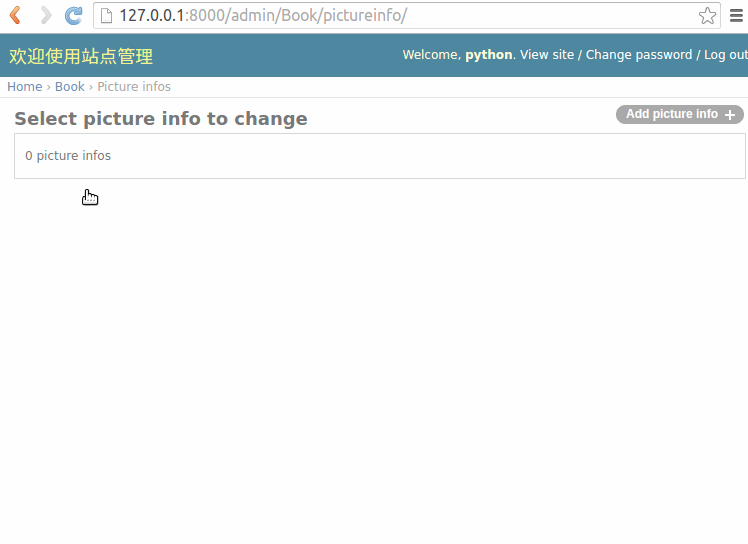 127.0.0.1:8000/admin/Book/pictureinfo/
欢迎使用站点管理
Welcome, python. View site / Change password / Log out
Home › Book › Picture infos
Select picture info to change
Add picture info +
0 picture infos